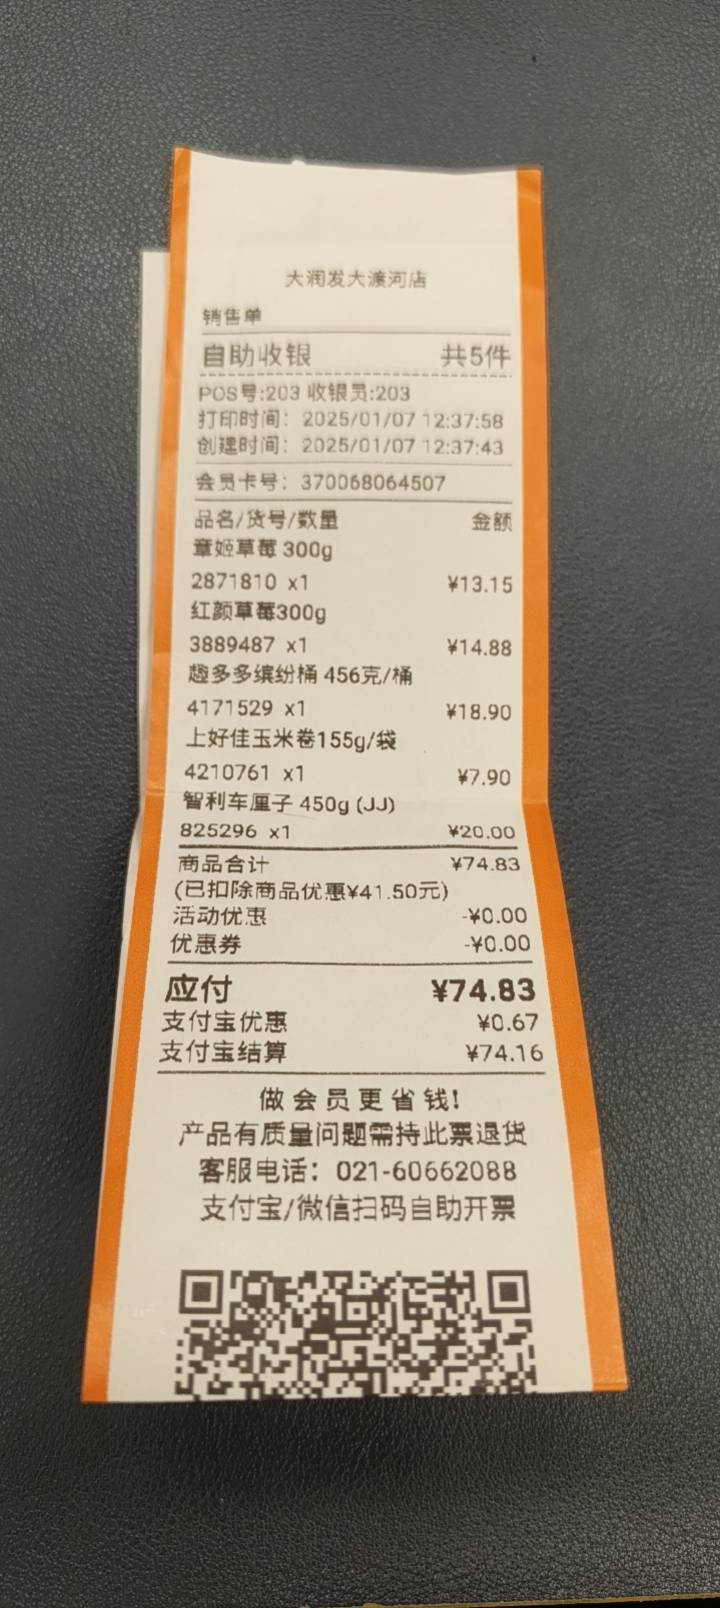 大润发大渡河店
销售单
自助收银 共5件
POS号:203 收银员:203
打印时间: 2025/01/07 12:37:58
创建时间: 2025/01/07 12:37:43
会员卡号: 370068064507
品名/货号/数量 金额
章姬草莓 300g
2871810 x1 ¥13.15
红颜草莓300g
3889487 x1 ¥14.88
趣多多缤纷桶 456克/桶
4171529 x1 ¥18.90
上好佳玉米卷155g/袋
4210761 x1 ¥7.90
智利车厘子 450g (JJ)
825296 x1 ¥20.00
商品合计 ¥74.83
(已扣除商品优惠¥41.50元)
活动优惠 -¥0.00
优惠券 -¥0.00
应付 ¥74.83
支付宝优惠 ¥0.67
支付宝结算 ¥74.16
做会员更省钱!
产品有质量问题需持此票退货
客服电话: 021-60662088
支付宝/微信扫码自助开票